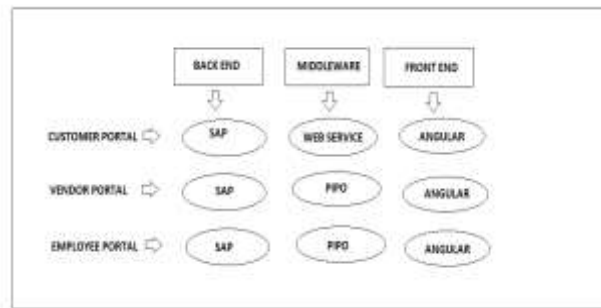 BACK END MIDDLEWARE FRONT END
CUSTOMER PORTAL SAP WEB SERVICE ANGULAR
VENDOR PORTAL SAP PIPO ANGULAR
EMPLOYEE PORTAL SAP PIPO ANGULAR